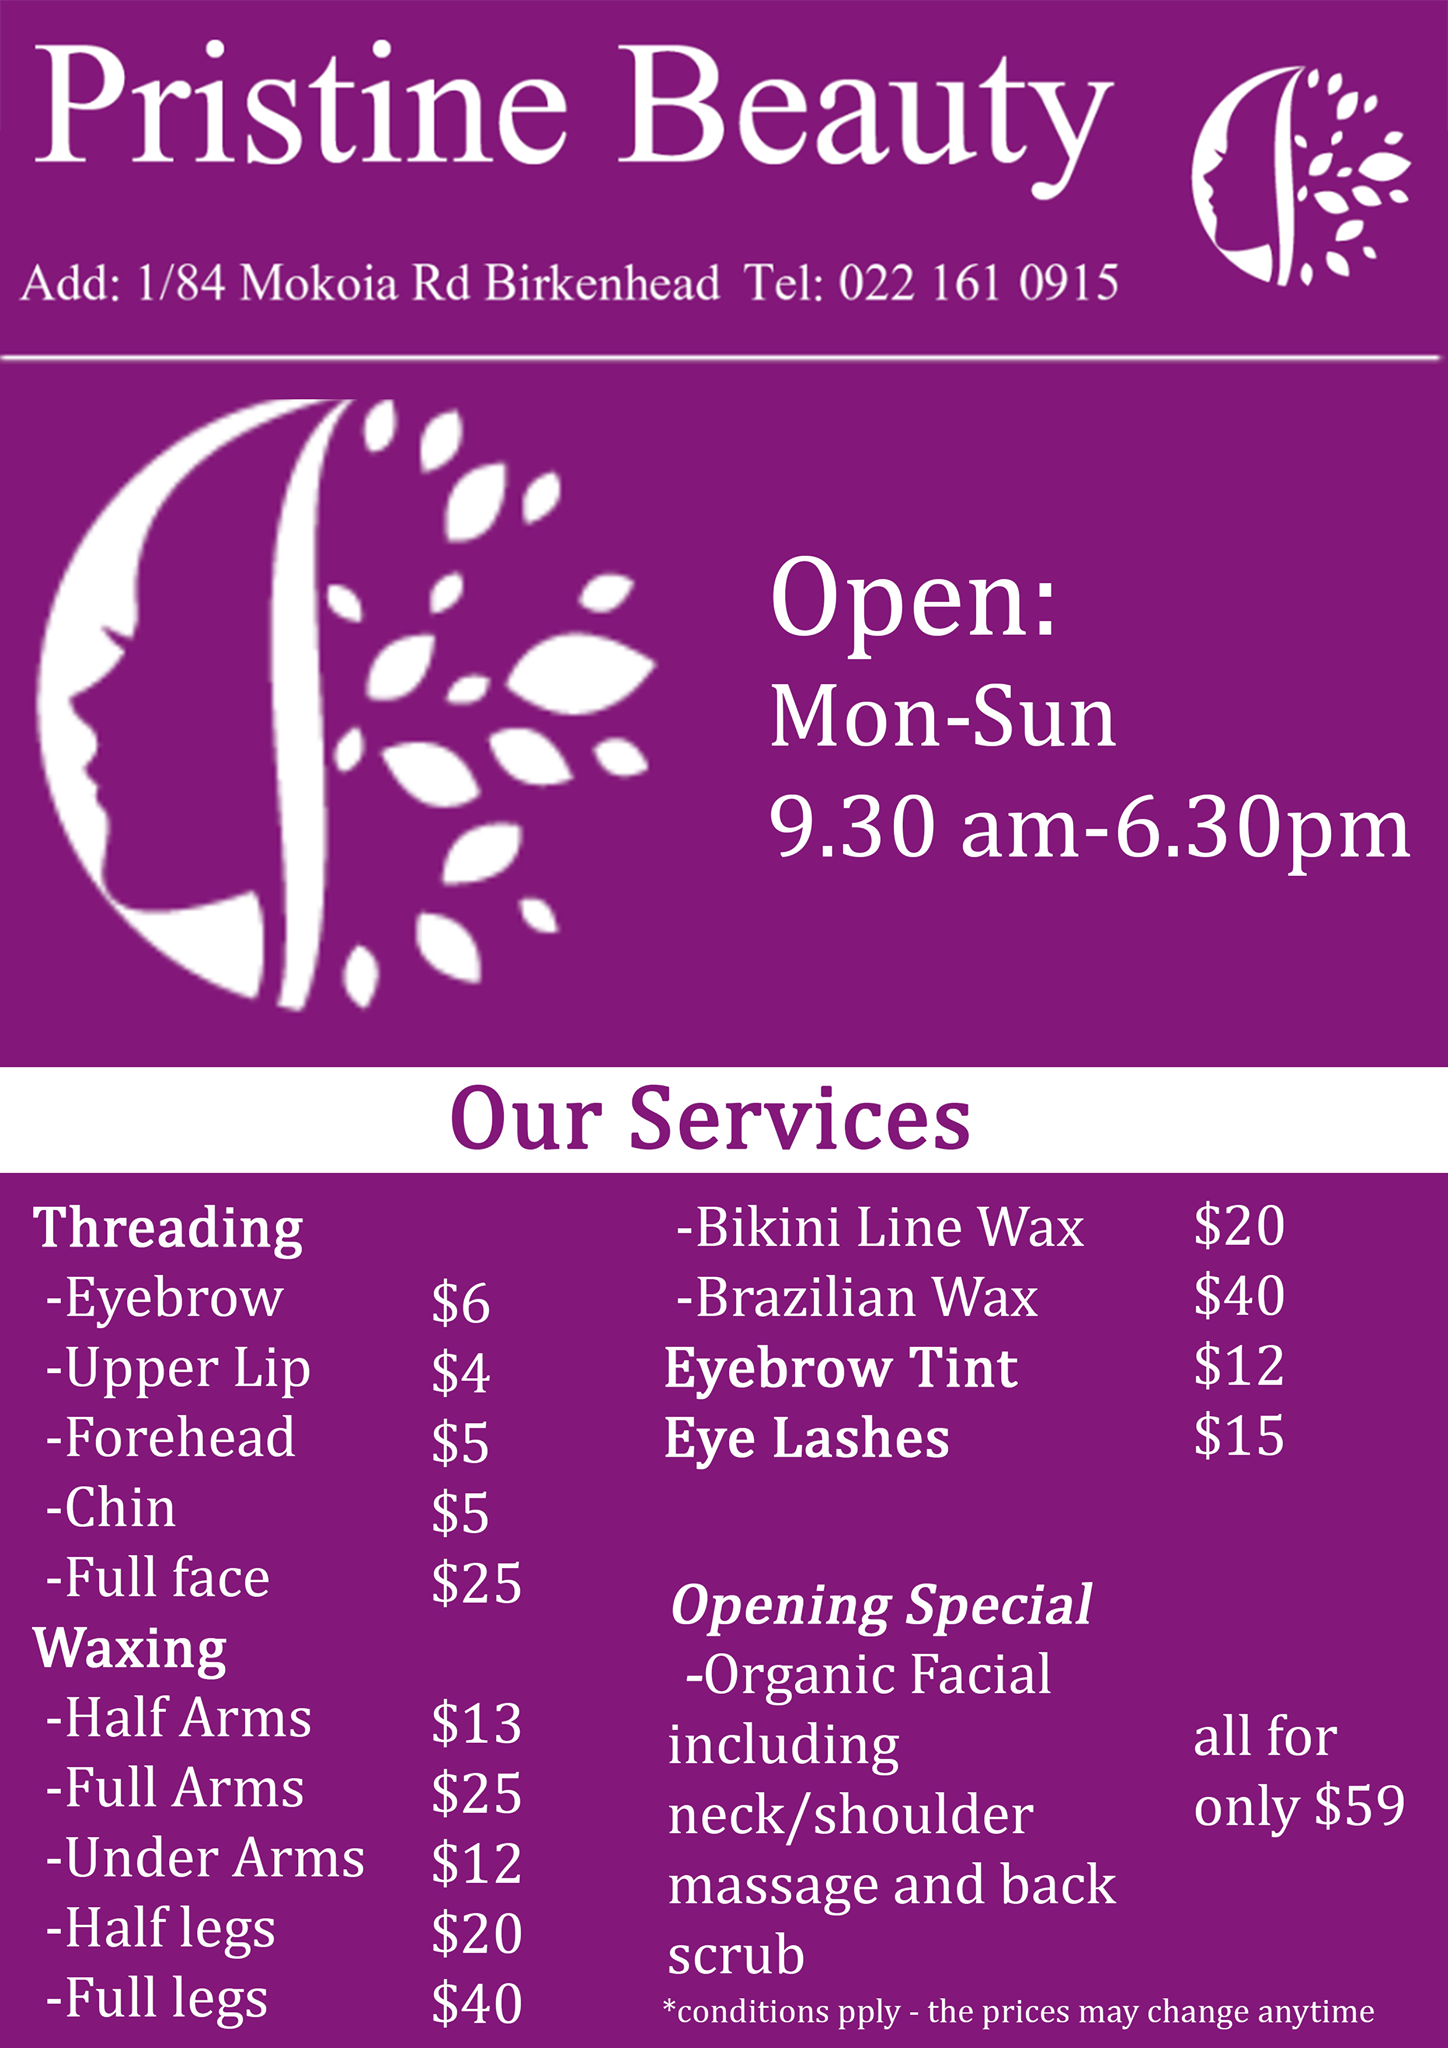 Pristine Beauty
Add: 1/84 Mokoia Rd Birkenhead Tel: 022 161 0915
Open:
Mon-Sun
9.30 am-6.30pm
Our Services
Threading
-Eyebrow $6
-Upper Lip $4
-Forehead $5
-Chin $5
-Full face $25
Waxing
-Half Arms $13
-Full Arms $25
-Under Arms $12
-Half legs $20
-Full legs $40
-Bikini Line Wax $20
-Brazilian Wax $40
Eyebrow Tint $12
Eye Lashes $15
Opening Special
-Organic Facial
including
neck/shoulder
massage and back
scrub
all for
only $59
*conditions pply - the prices may change anytime